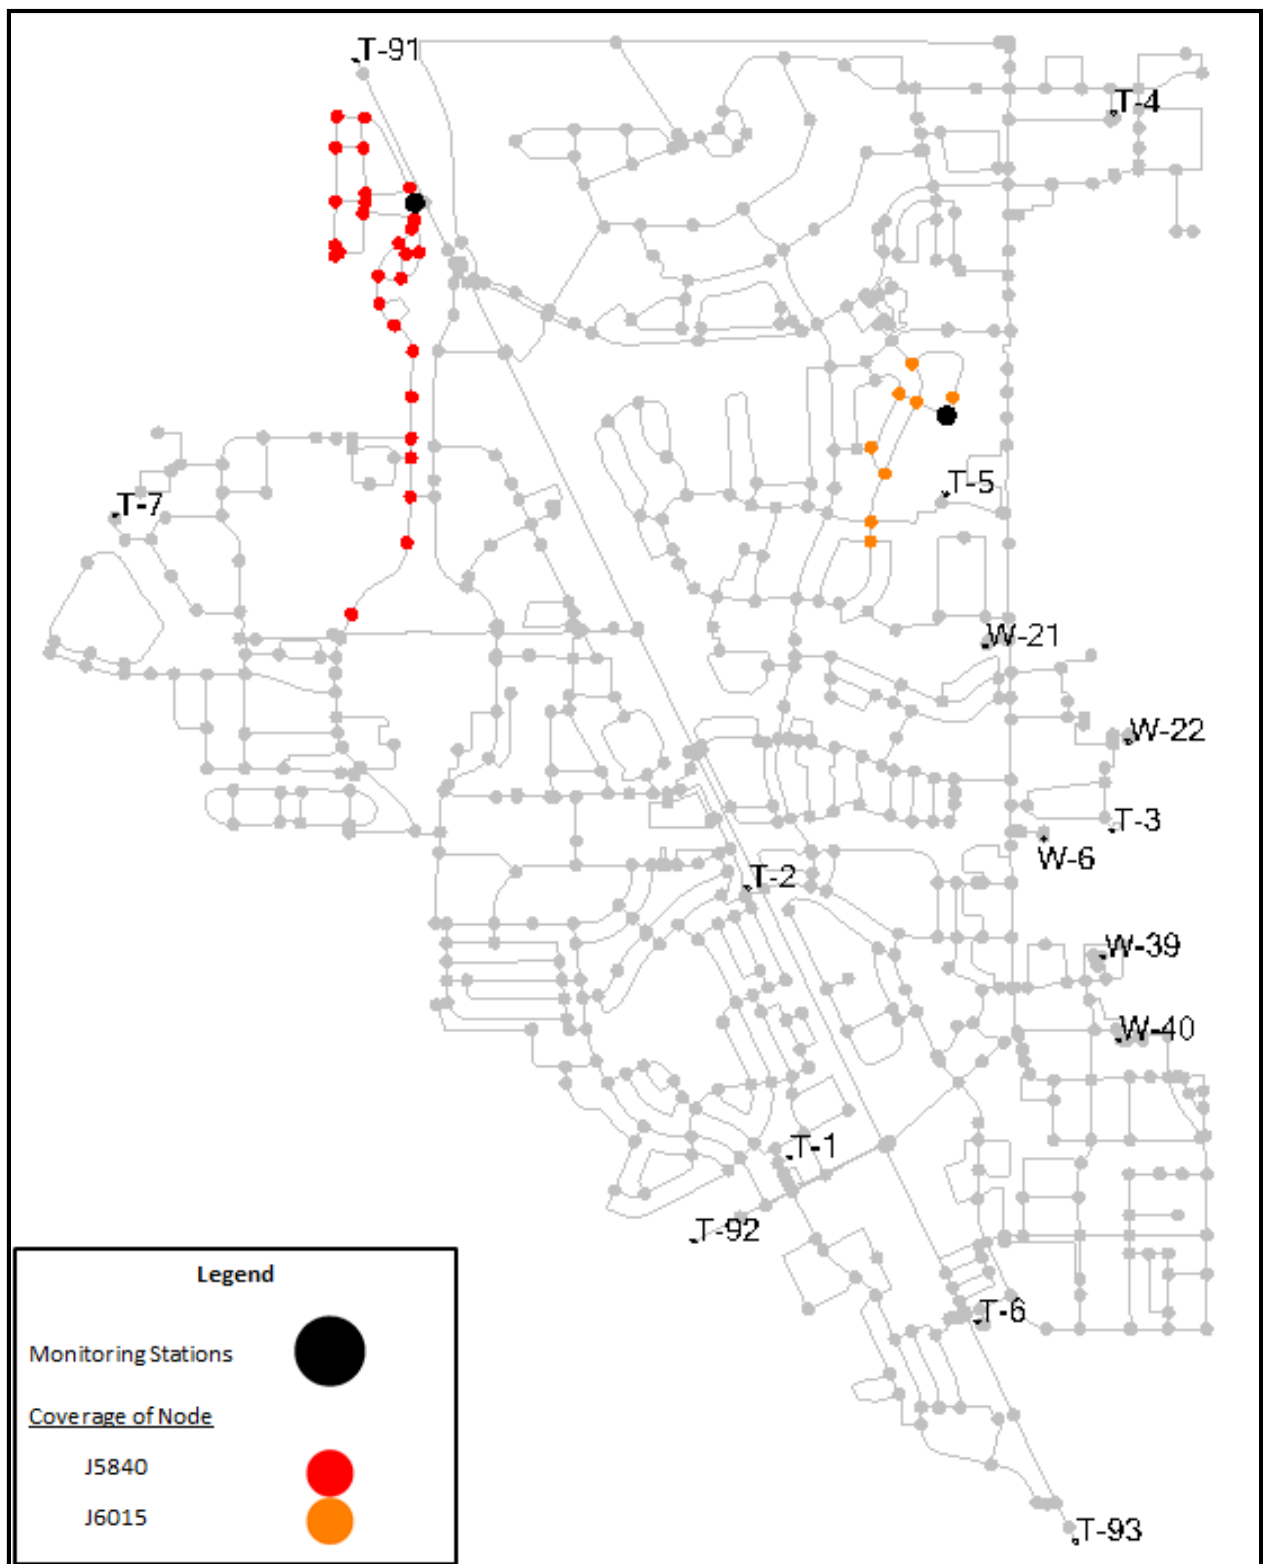 T-91
T-4
T-5
T-7
W-21
W-22
T-3
W-6
T-2
W-39
W-40
T-1
T-92
T-6
T-93
Legend
Monitoring Stations
Coverage of Node
J5840
J6015